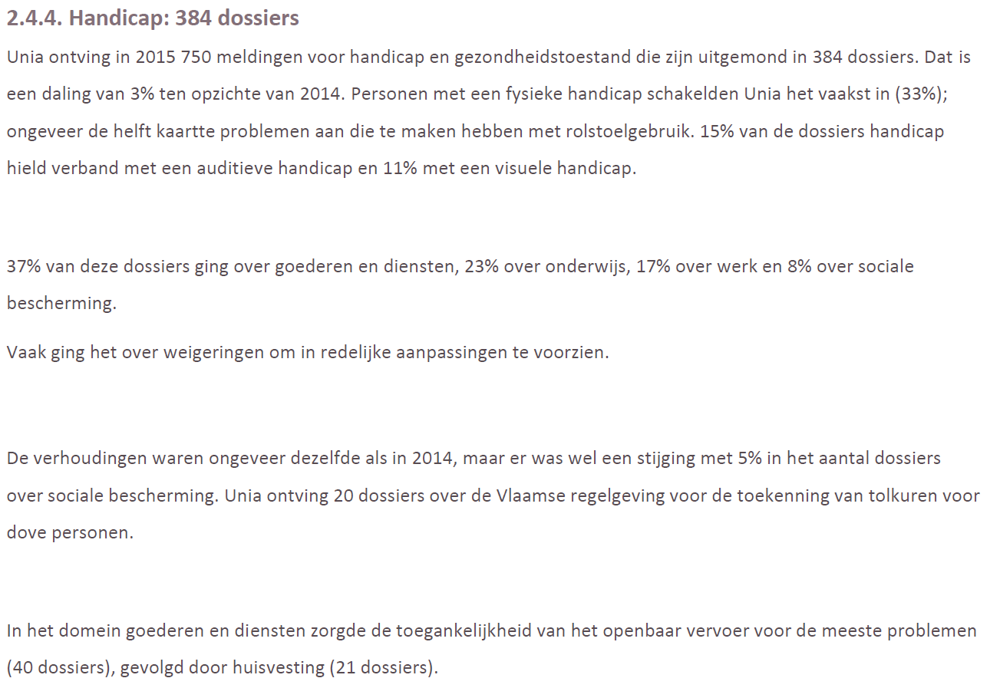 2.4.4. Handicap: 384 dossiers
Unia ontving in 2015 750 meldingen voor handicap en gezondheidstoestand die zijn uitgemond in 384 dossiers. Dat is
een daling van 3% ten opzichte van 2014. Personen met een fysieke handicap schakelden Unia het vaakst in (33%);
ongeveer de helft kaartte problemen aan die te maken hebben met rolstoelgebruik. 15% van de dossiers handicap
hield verband met een auditieve handicap en 11% met een visuele handicap.
37% van deze dossiers ging over goederen en diensten, 23% over onderwijs, 17% over werk en 8% over sociale
bescherming.
Vaak ging het over weigeringen om in redelijke aanpassingen te voorzien.
De verhoudingen waren ongeveer dezelfde als in 2014, maar er was wel een stijging met 5% in het aantal dossiers
over sociale bescherming. Unia ontving 20 dossiers over de Vlaamse regelgeving voor de toekenning van tolkuren voor
dove personen.
In het domein goederen en diensten zorgde de toegankelijkheid van het openbaar vervoer voor de meeste problemen
(40 dossiers), gevolgd door huisvesting (21 dossiers).